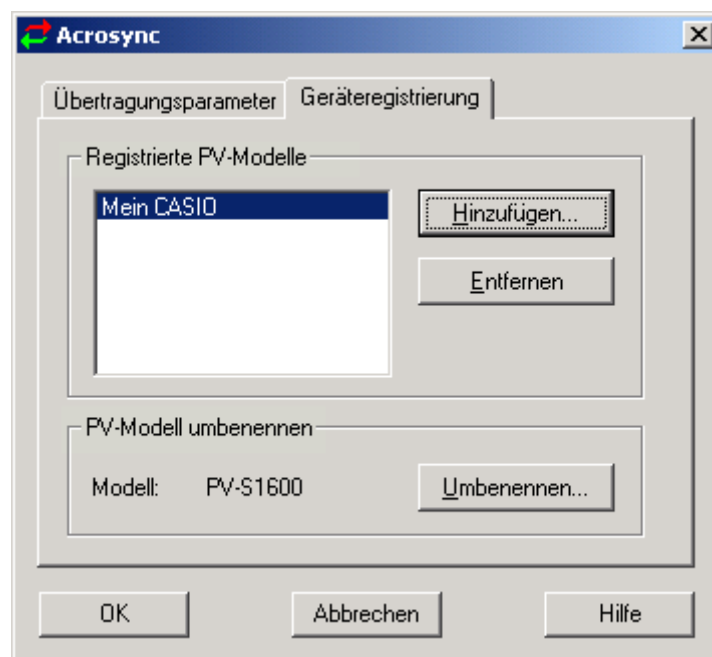 Acrosync
Übertragungsparameter
Geräteregistrierung
Registrierte PV-Modelle
Mein CASIO
Hinzufügen...
Entfernen
PV-Modell umbenennen
Modell: PV-S1600
Umbenennen...
OK
Abbrechen
Hilfe